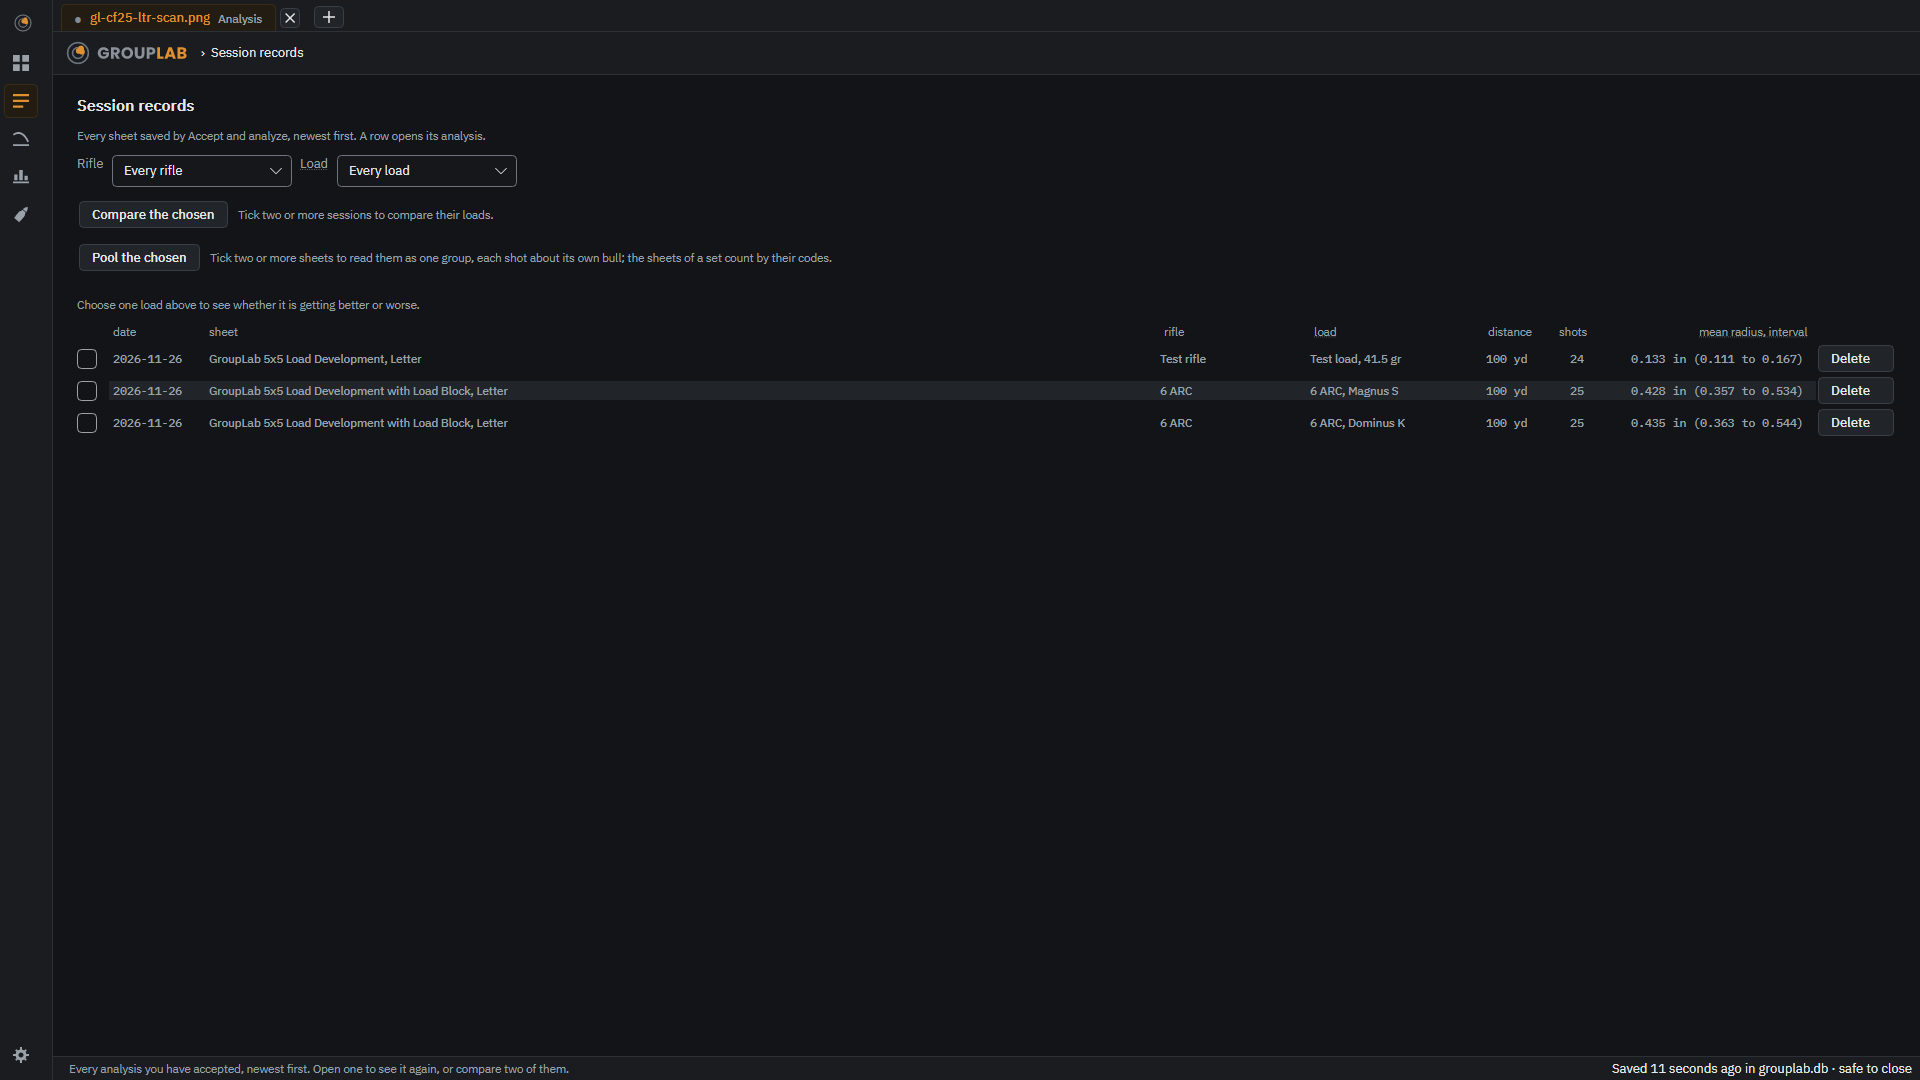 gl-cf25-ltr-scan.png Analysis
GROUPLAB › Session records
Session records
Every sheet saved by Accept and analyze, newest first. A row opens its analysis.
Rifle Every rifle Load Every load
Compare the chosen Tick two or more sessions to compare their loads.
Pool the chosen Tick two or more sheets to read them as one group, each shot about its own bull; the sheets of a set count by their codes.
Choose one load above to see whether it is getting better or worse.
date sheet rifle load distance shots mean radius, interval
2026-11-26 GroupLab 5x5 Load Development, Letter Test rifle Test load, 41.5 gr 100 yd 24 0.133 in (0.111 to 0.167) Delete
2026-11-26 GroupLab 5x5 Load Development with Load Block, Letter 6 ARC 6 ARC, Magnus S 100 yd 25 0.428 in (0.357 to 0.534) Delete
2026-11-26 GroupLab 5x5 Load Development with Load Block, Letter 6 ARC 6 ARC, Dominus K 100 yd 25 0.435 in (0.363 to 0.544) Delete
Every analysis you have accepted, newest first. Open one to see it again, or compare two of them. Saved 11 seconds ago in grouplab.db · safe to close